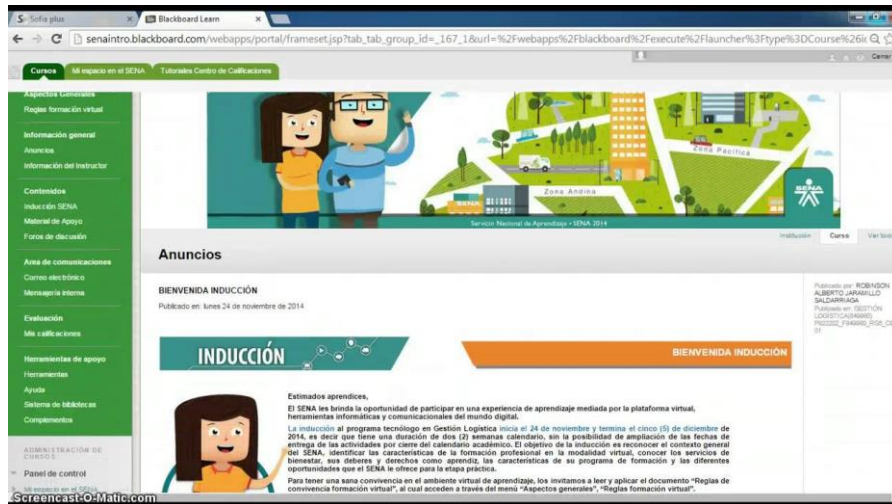 Sofia plus
Blackboard Learn
senaintro.blackboard.com/webapps/portal/frameset.jsp?tab_tab_group_id=_167_1&url=%2Fwebapps%2Fblackboard%2Fexecute%2Flauncher%3Ftype%3DCourse%26i
Cerrar
Cursos
Mi espacio en el SENA
Tutoriales Centro de Calificaciones
Aspectos Generales
Reglas formación virtual
Información general
Anuncios
Información del Instructor
Contenidos
Inducción SENA
Material de Apoyo
Foros de discusión
Area de comunicaciones
Correo electrónico
Mensajería interna
Evaluación
Mis calificaciones
Herramientas de apoyo
Herramientas
Ayuda
Sistema de bibliotecas
Complementos
ADMINISTRACIÓN DE
CURSOS
Panel de control
Mi espacio en el SENA
Zona Pacifica
Zona Andina
SENA
SENA
Servicio Nacional de Aprendizaje - SENA 2014
Institución
Curso
Ver
Anuncios
BIENVENIDA INDUCCIÓN
Publicado en: lunes 24 de noviembre de 2014
Publicado por: ROBINSON
ALBERTO JARAMILLO
SALDARRIAGA
Publicado en: GESTIÓN
INDUCCIÓN
BIENVENIDA INDUCCIÓN
Estimados aprendices,
El SENA les brinda la oportunidad de participar en una experiencia de aprendizaje mediada por la plataforma virtual,
herramientas informáticas y comunicacionales del mundo digital.
La inducción al programa tecnólogo en Gestión Logística inicia el 24 de noviembre y termina el cinco (5) de diciembre de
2014, es decir que tiene una duración de dos (2) semanas calendario, sin la posibilidad de ampliación de las fechas de
entrega de las actividades por cierre del calendario académico. El objetivo de la inducción es reconocer el contexto general
del SENA, identificar las características de la formación profesional en la modalidad virtual, conocer los servicios de
bienestar, sus deberes y derechos como aprendiz, las características de su programa de formación y las diferentes
oportunidades que el SENA le ofrece para la etapa práctica.
Para tener una sana convivencia en el ambiente virtual de aprendizaje, los invitamos a leer y aplicar el documento "Reglas de
convivencia formación virtual", al cual acceden a través del menú "Aspectos generales", "Reglas formación virtual".
Screencast-O-Matic.com